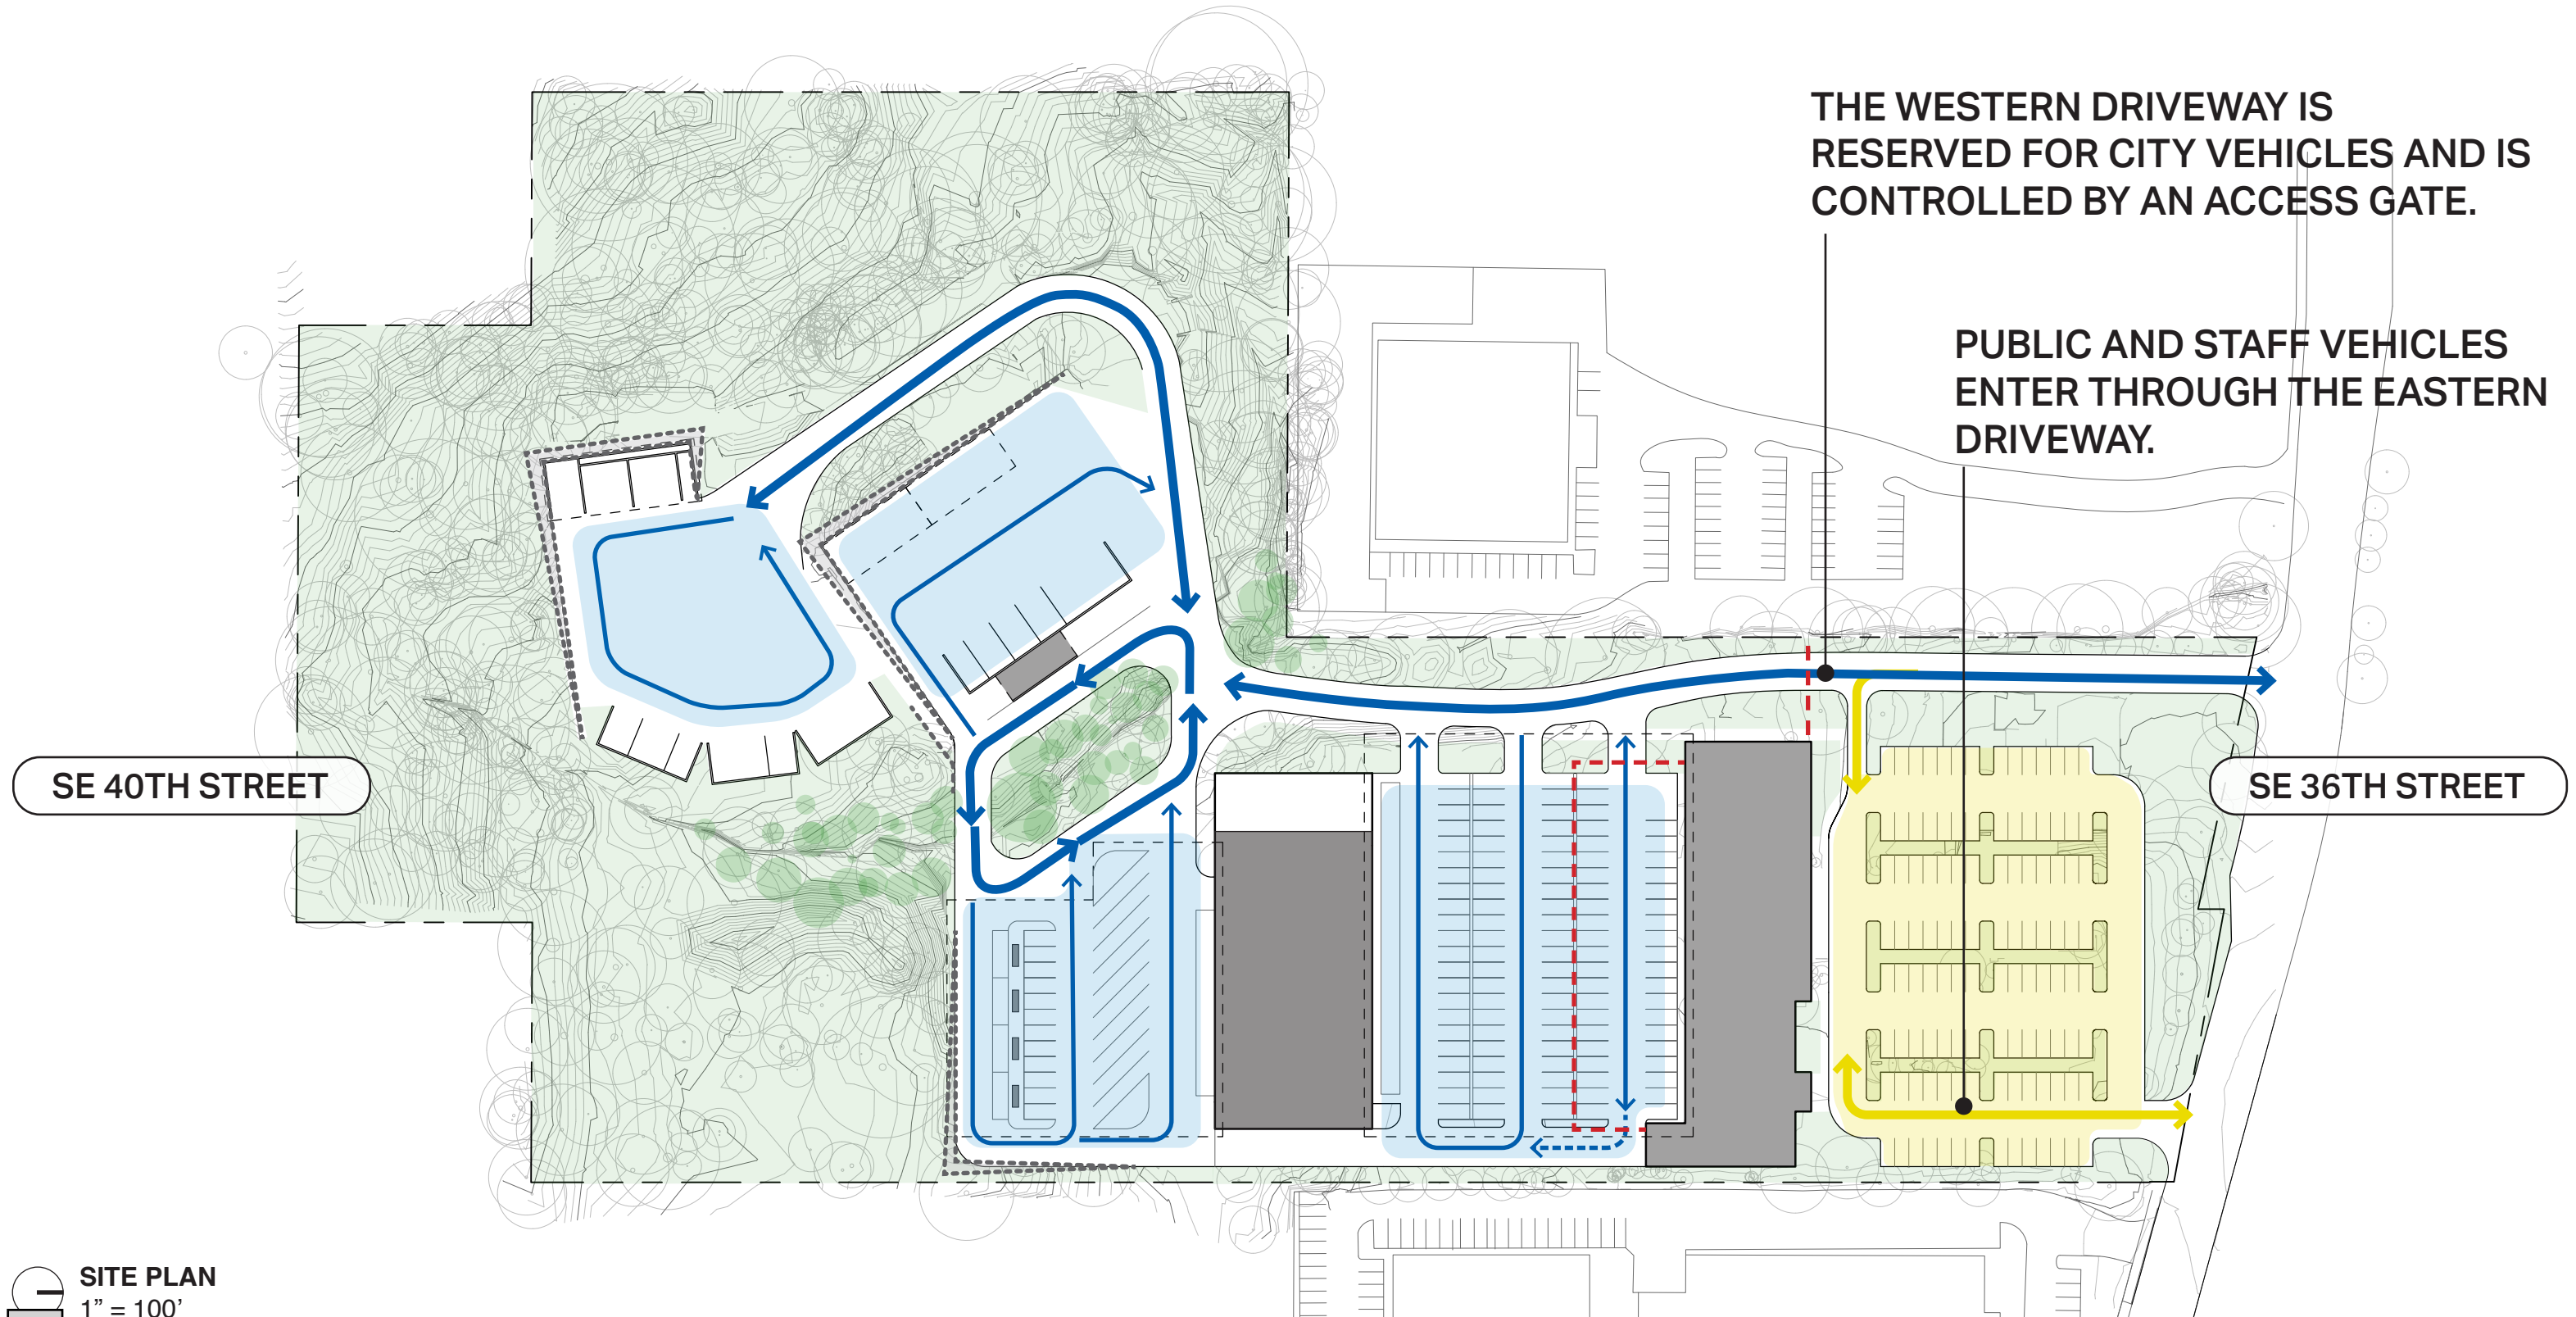 THE WESTERN DRIVEWAY IS
RESERVED FOR CITY VEHICLES AND IS
CONTROLLED BY AN ACCESS GATE.
PUBLIC AND STAFF VEHICLES
ENTER THROUGH THE EASTERN
DRIVEWAY.
SE 40TH STREET
SE 36TH STREET
SITE PLAN
1” = 100’